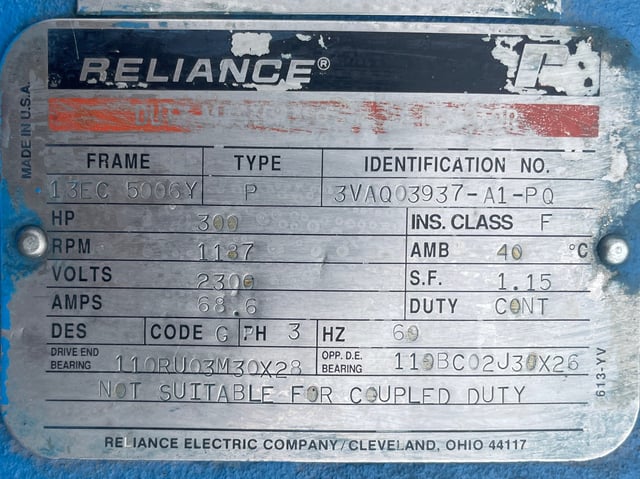 RELIANCE®
MADE IN U.S.A.
FRAME TYPE IDENTIFICATION NO.
13EC 5006Y P 3VAQ03937-A1-PQ
HP 300 INS. CLASS F
RPM 1187 AMB 40 °C
VOLTS 2300 S.F. 1.15
AMPS 68.6 DUTY CONT
DES CODE G PH 3 HZ 60
DRIVE END BEARING 110RU03M30X28 OPP. D.E. BEARING 110BC02J30X26
NOT SUITABLE FOR COUPLED DUTY
613-VV
RELIANCE ELECTRIC COMPANY/CLEVELAND, OHIO 44117